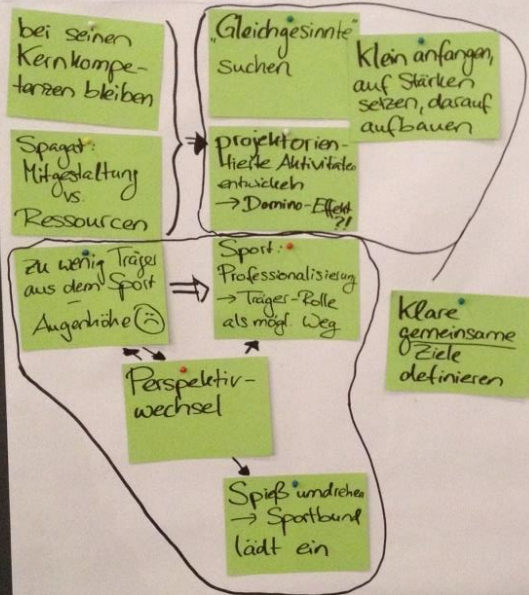 bei seinen
Kernkompe-
tenzen bleiben
Spagat:
Mitgestaltung
vs.
Ressourcen
"Gleichgesinnte"
suchen
Klein anfangen,
auf Stärken
setzen, darauf
aufbauen
projektorien-
tierte Aktivitäten
entwickeln
→ Domino-Effekt
?!
zu wenig Träger
aus dem Sport
–
Augenhöhe ☹
Sport:
Professionalisierung
→ Träger-Rolle
als mögl. Weg
Klare
gemeinsame
Ziele
definieren
Perspektiv-
wechsel
Spieß umdrehen
→ Sportbund
lädt ein